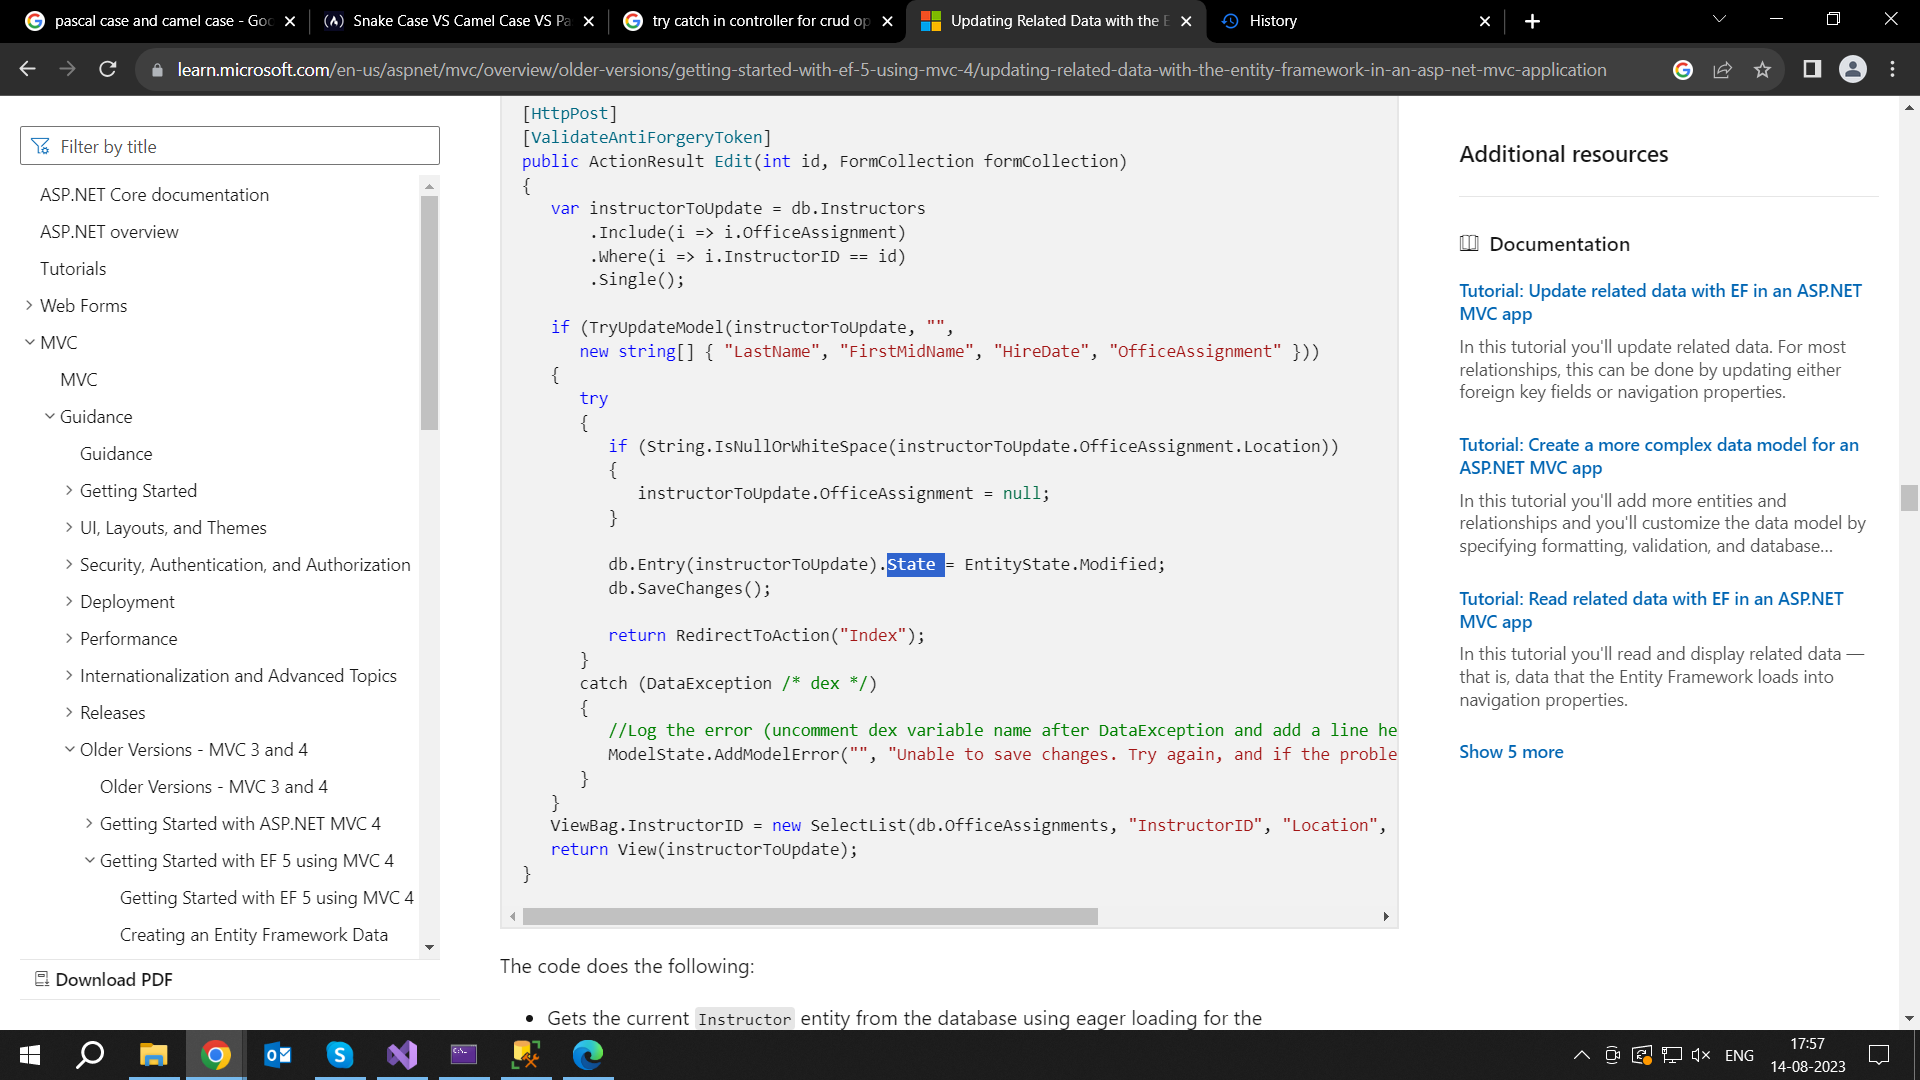 pascal case and camel case - Goo
Snake Case VS Camel Case VS Pa
try catch in controller for crud op
Updating Related Data with the E
History
learn.microsoft.com/en-us/aspnet/mvc/overview/older-versions/getting-started-with-ef-5-using-mvc-4/updating-related-data-with-the-entity-framework-in-an-asp-net-mvc-application
Filter by title
ASP.NET Core documentation
ASP.NET overview
Tutorials
Web Forms
MVC
MVC
Guidance
Guidance
Getting Started
UI, Layouts, and Themes
Security, Authentication, and Authorization
Deployment
Performance
Internationalization and Advanced Topics
Releases
Older Versions - MVC 3 and 4
Older Versions - MVC 3 and 4
Getting Started with ASP.NET MVC 4
Getting Started with EF 5 using MVC 4
Getting Started with EF 5 using MVC 4
Creating an Entity Framework Data
Download PDF
[HttpPost]
[ValidateAntiForgeryToken]
public ActionResult Edit(int id, FormCollection formCollection)
{
var instructorToUpdate = db.Instructors
.Include(i => i.OfficeAssignment)
.Where(i => i.InstructorID == id)
.Single();
if (TryUpdateModel(instructorToUpdate, "",
new string[] { "LastName", "FirstMidName", "HireDate", "OfficeAssignment" }))
{
try
{
if (String.IsNullOrWhiteSpace(instructorToUpdate.OfficeAssignment.Location))
{
instructorToUpdate.OfficeAssignment = null;
}
db.Entry(instructorToUpdate).State = EntityState.Modified;
db.SaveChanges();
return RedirectToAction("Index");
}
catch (DataException /* dex */)
{
//Log the error (uncomment dex variable name after DataException and add a line he
ModelState.AddModelError("", "Unable to save changes. Try again, and if the proble
}
}
ViewBag.InstructorID = new SelectList(db.OfficeAssignments, "InstructorID", "Location",
return View(instructorToUpdate);
}
The code does the following:
• Gets the current Instructor entity from the database using eager loading for the
Additional resources
Documentation
Tutorial: Update related data with EF in an ASP.NET
MVC app
In this tutorial you'll update related data. For most
relationships, this can be done by updating either
foreign key fields or navigation properties.
Tutorial: Create a more complex data model for an
ASP.NET MVC app
In this tutorial you'll add more entities and
relationships and you'll customize the data model by
specifying formatting, validation, and database...
Tutorial: Read related data with EF in an ASP.NET
MVC app
In this tutorial you'll read and display related data —
that is, data that the Entity Framework loads into
navigation properties.
Show 5 more
ENG
17:57
14-08-2023